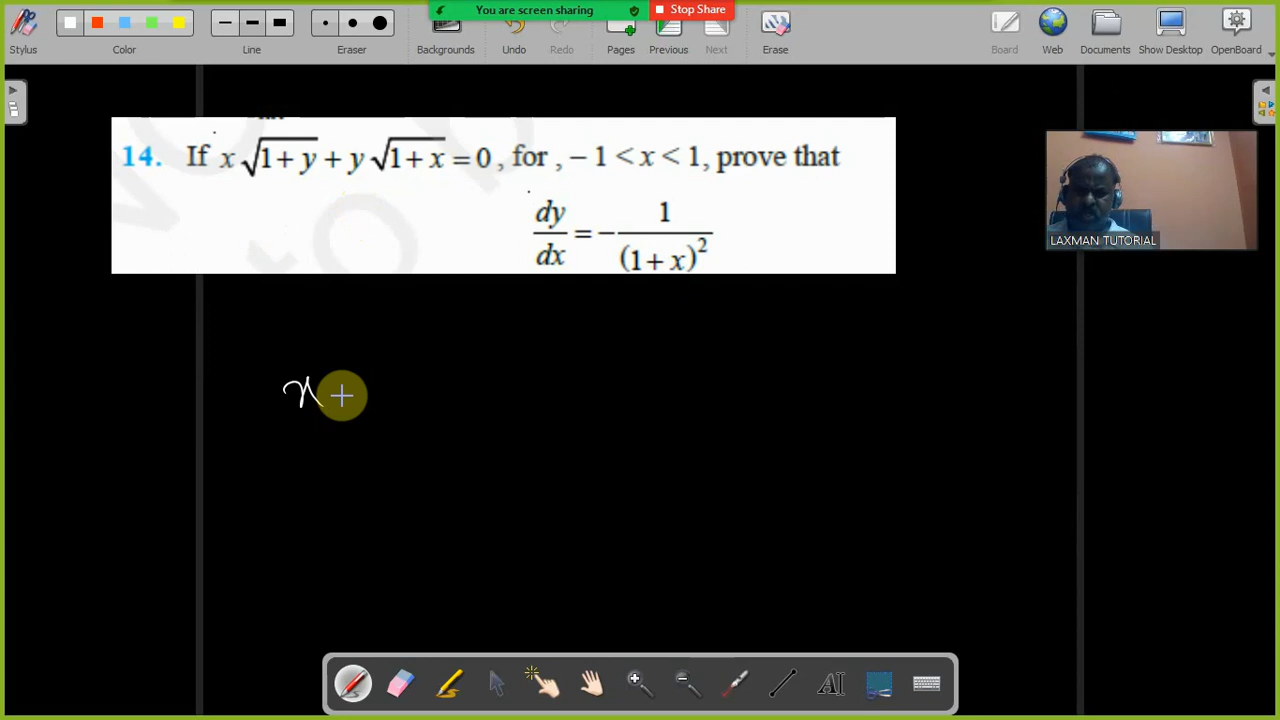 You are screen sharing Stop Share
Stylus Color Line Eraser Backgrounds Undo Redo Pages Previous Next Erase Board Web Documents Show Desktop OpenBoard
14. If x√(1+y) + y√(1+x) = 0, for , – 1 < x < 1, prove that
dy/dx = – 1/(1+x)²
LAXMAN TUTORIAL
x